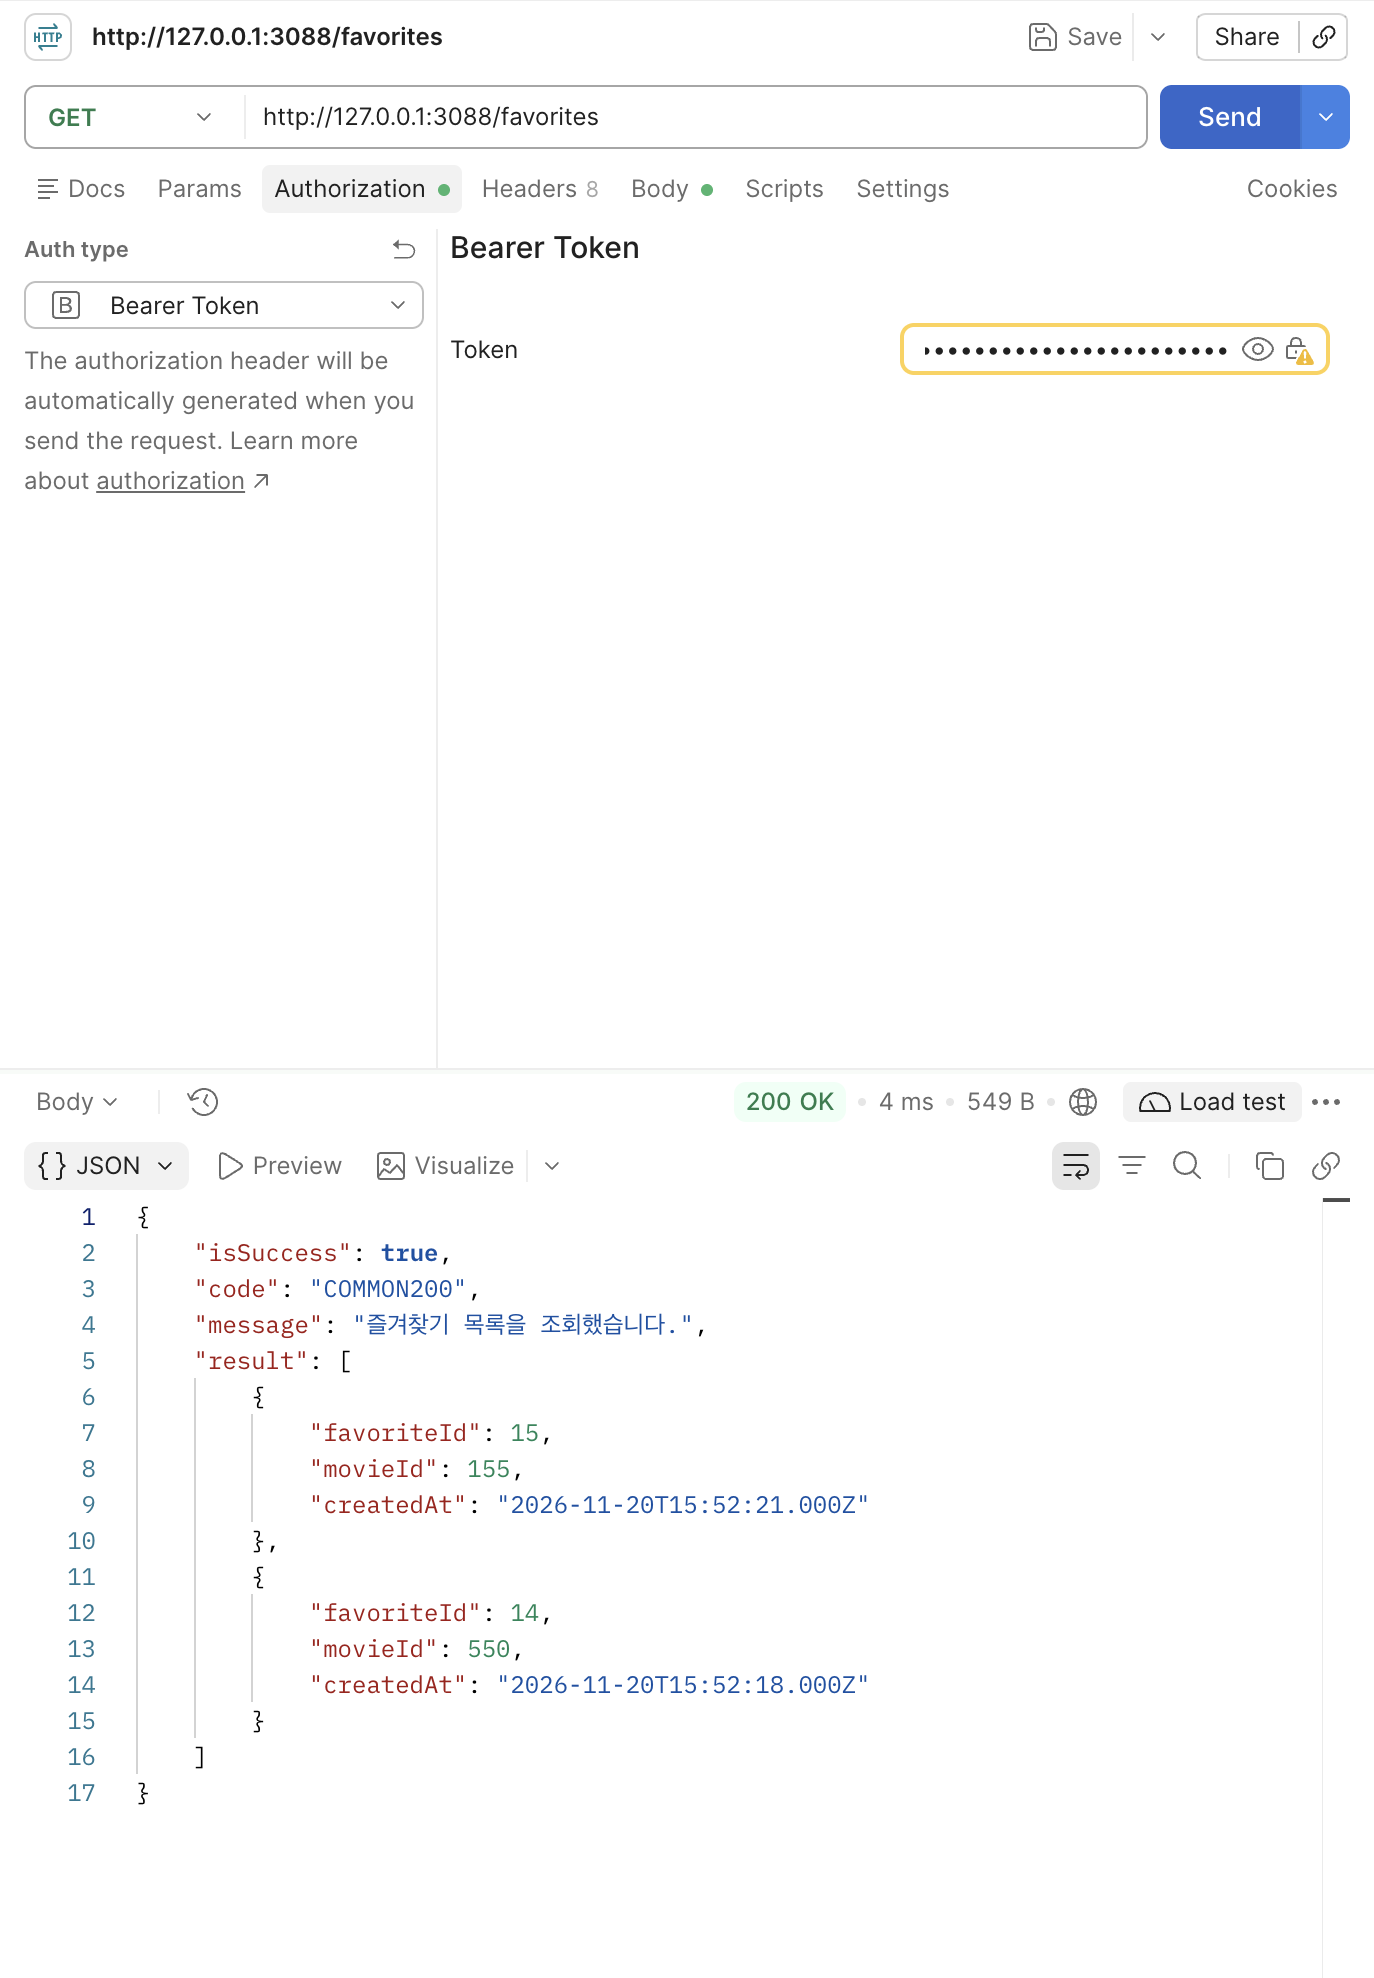 HTTP http://127.0.0.1:3088/favorites Save Share
GET http://127.0.0.1:3088/favorites Send
Docs Params Authorization Headers 8 Body Scripts Settings Cookies
Auth type
B Bearer Token
The authorization header will be
automatically generated when you
send the request. Learn more
about authorization ↗
Bearer Token
Token ••••••••••••••••••••••
Body 200 OK • 4 ms • 549 B • Load test
{} JSON Preview Visualize
1 {
2 "isSuccess": true,
3 "code": "COMMON200",
4 "message": "즐겨찾기 목록을 조회했습니다.",
5 "result": [
6 {
7 "favoriteId": 15,
8 "movieId": 155,
9 "createdAt": "2026-11-20T15:52:21.000Z"
10 },
11 {
12 "favoriteId": 14,
13 "movieId": 550,
14 "createdAt": "2026-11-20T15:52:18.000Z"
15 }
16 ]
17 }